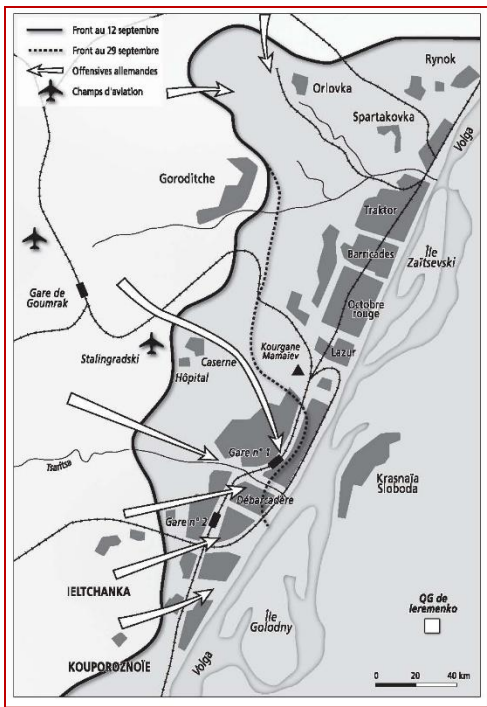 Front au 12 septembre
Front au 29 septembre
Offensives allemandes
Champs d'aviation
Rynok
Orlovka
Spartakovka
Volga
Goroditche
Traktor
Barricades
Île
Zaïtsevski
Gare de
Goumrak
Octobre
rouge
Stalingradski
Kourgane
Mamaïev
Lazur
Caserne
Hôpital
Gare n° 1
Tsaritsa
Krasnaïa
Sloboda
Débarcadère
Gare n° 2
IELTCHANKA
QG de
Ieremenko
Île
Golodny
KOUPOROZNOÏE
Volga
0 20 40 km